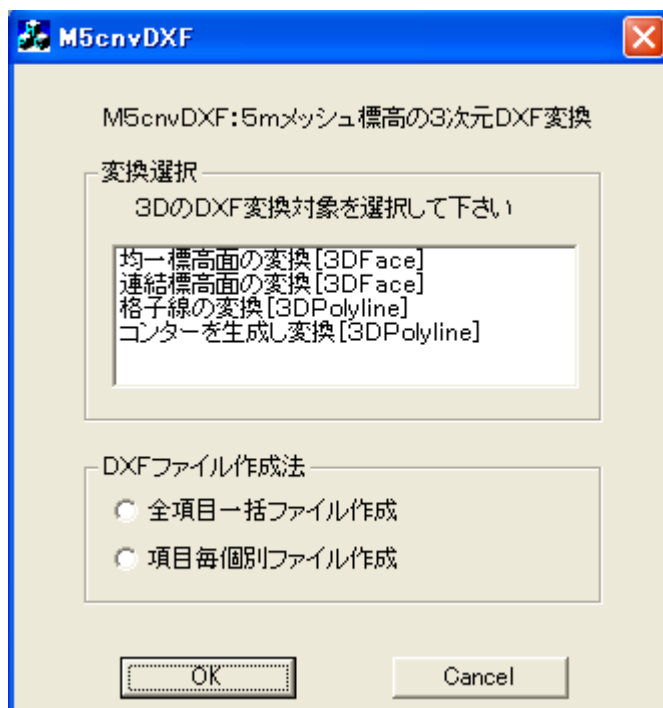 M5cnvDXF
M5cnvDXF:5mメッシュ標高の3次元DXF変換
変換選択
3DのDXF変換対象を選択して下さい
均一標高面の変換[3DFace]
連結標高面の変換[3DFace]
格子線の変換[3DPolyline]
コンターを生成し変換[3DPolyline]
DXFファイル作成法
全項目一括ファイル作成
項目毎個別ファイル作成
OK
Cancel